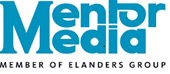 Mentor
Media
MEMBER OF ELANDERS GROUP